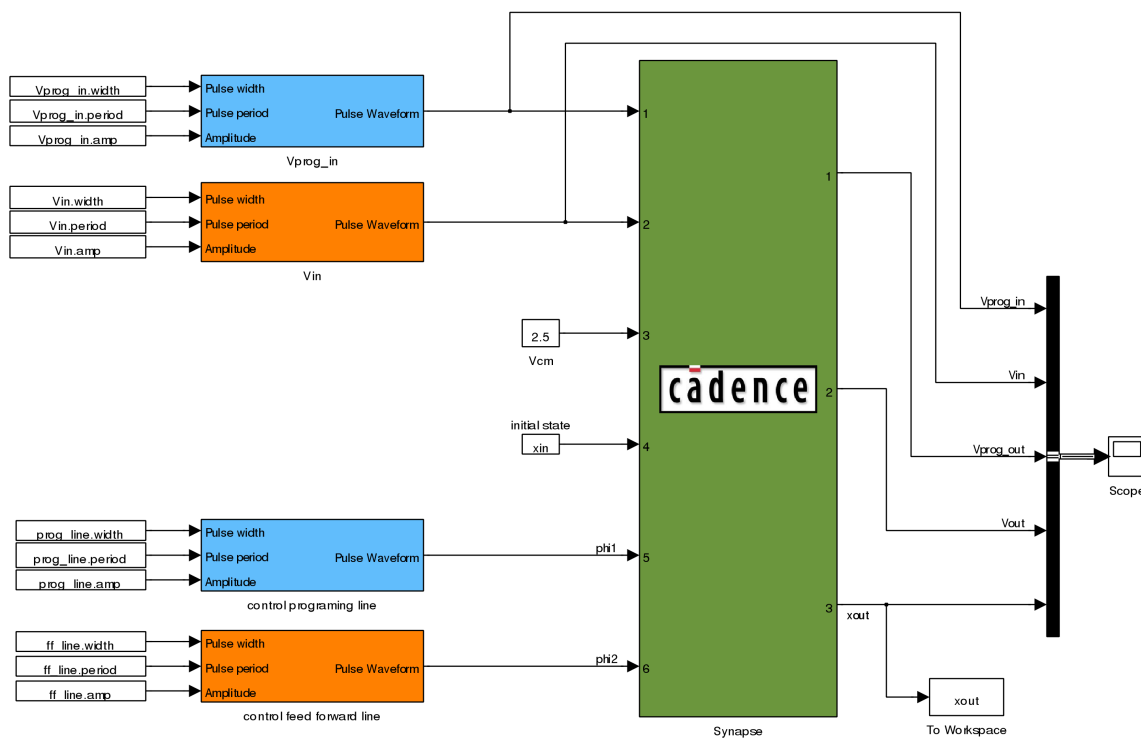 Vprog_in.width
Vprog_in.period
Vprog_in.amp
Pulse width
Pulse period
Amplitude
Pulse Waveform
Vprog_in
Vin.width
Vin.period
Vin.amp
Pulse width
Pulse period
Amplitude
Pulse Waveform
Vin
2.5
Vcm
initial state
xin
prog_line.width
prog_line.period
prog_line.amp
Pulse width
Pulse period
Amplitude
Pulse Waveform
control programing line
phi1
ff_line.width
ff_line.period
ff_line.amp
Pulse width
Pulse period
Amplitude
Pulse Waveform
control feed forward line
phi2
1
2
3
4
5
6
cādence
1
2
3
Synapse
Vprog_in
Vin
Vprog_out
Vout
xout
Scope
xout
To Workspace